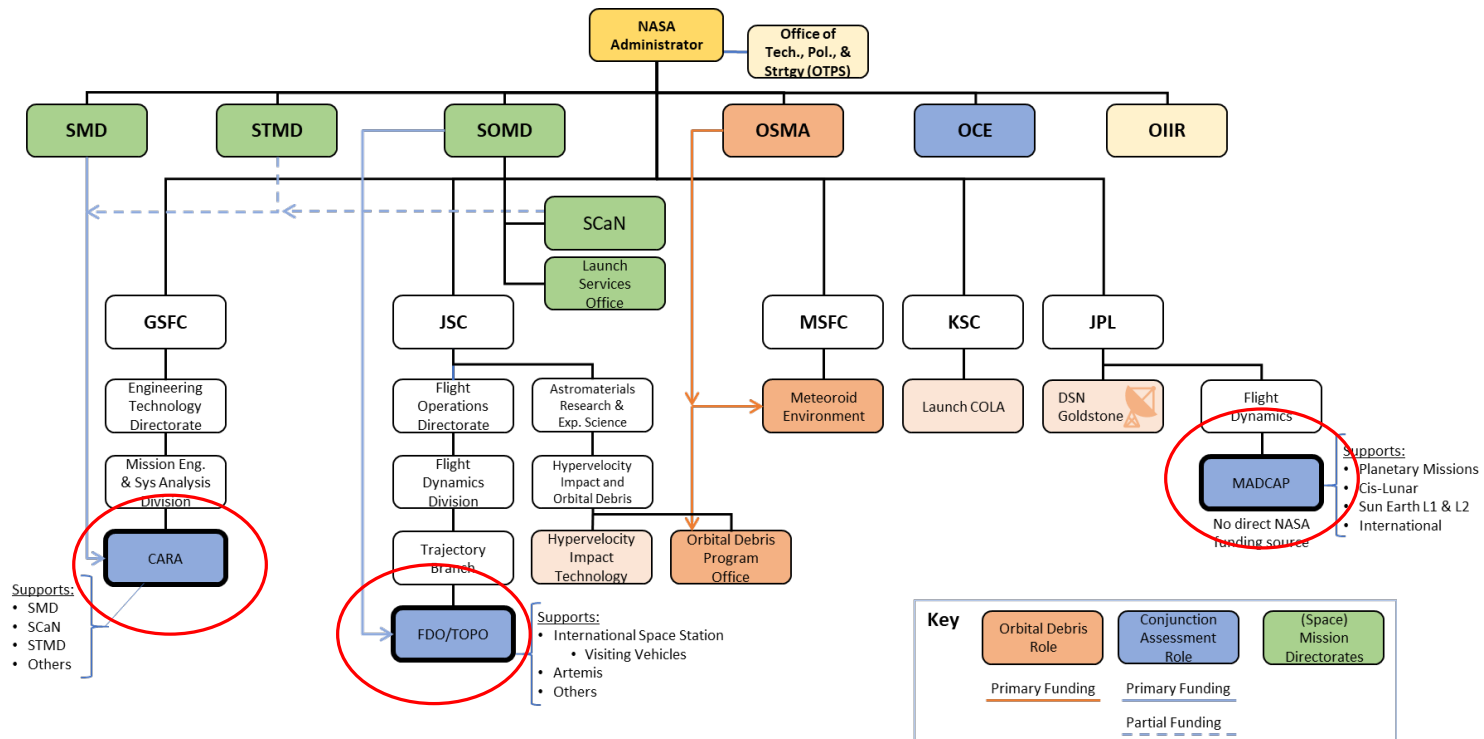 NASA
Administrator
Office of
Tech., Pol., &
Strtgy (OTPS)
SMD
STMD
SOMD
OSMA
OCE
OIIR
SCaN
Launch
Services
Office
GSFC
JSC
MSFC
KSC
JPL
Engineering
Technology
Directorate
Flight
Operations
Directorate
Astromaterials
Research &
Exp. Science
Meteoroid
Environment
Launch COLA
DSN
Goldstone
Flight
Dynamics
Mission Eng.
& Sys Analysis
Division
Flight
Dynamics
Division
Hypervelocity
Impact and
Orbital Debris
MADCAP
Supports:
• Planetary Missions
• Cis-Lunar
• Sun Earth L1 & L2
• International
No direct NASA
funding source
CARA
Trajectory
Branch
Hypervelocity
Impact
Technology
Orbital Debris
Program
Office
Supports:
• SMD
• SCaN
• STMD
• Others
FDO/TOPO
Supports:
• International Space Station
• Visiting Vehicles
• Artemis
• Others
Key
Orbital Debris
Role
Conjunction
Assessment
Role
(Space)
Mission
Directorates
Primary Funding
Primary Funding
Partial Funding